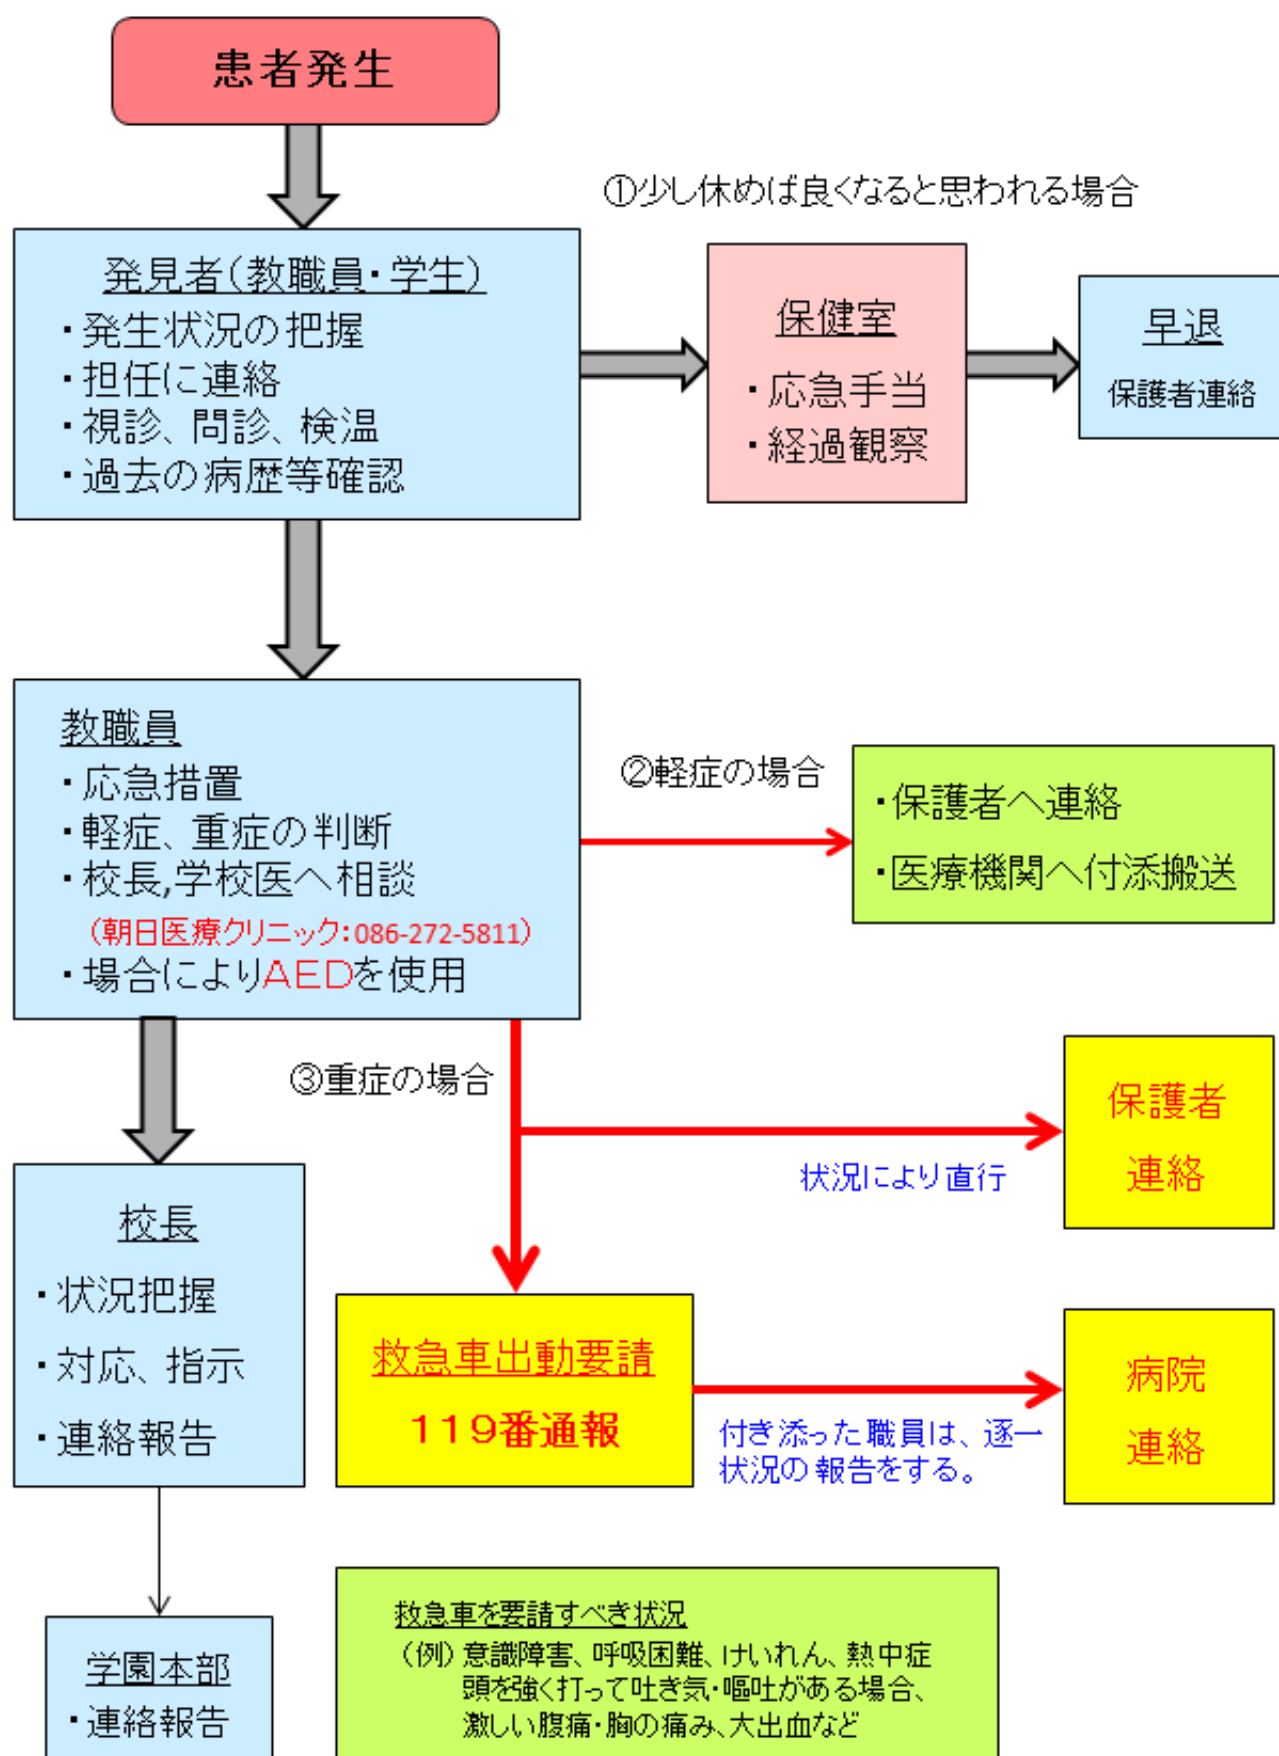 患者発生
①少し休めば良くなると思われる場合
発見者(教職員・学生)
・発生状況の把握
・担任に連絡
・視診、問診、検温
・過去の病歴等確認
保健室
・応急手当
・経過観察
早退
保護者連絡
教職員
・応急措置
・軽症、重症の判断
・校長,学校医へ相談
(朝日医療クリニック:086-272-5811)
・場合によりAEDを使用
②軽症の場合
・保護者へ連絡
・医療機関へ付添搬送
③重症の場合
保護者
連絡
状況により直行
校長
・状況把握
・対応、指示
・連絡報告
救急車出動要請
119番通報
病院
連絡
付き添った職員は、逐一
状況の報告をする。
学園本部
・連絡報告
救急車を要請すべき状況
(例)意識障害、呼吸困難、けいれん、熱中症
頭を強く打って吐き気・嘔吐がある場合、
激しい腹痛・胸の痛み、大出血など